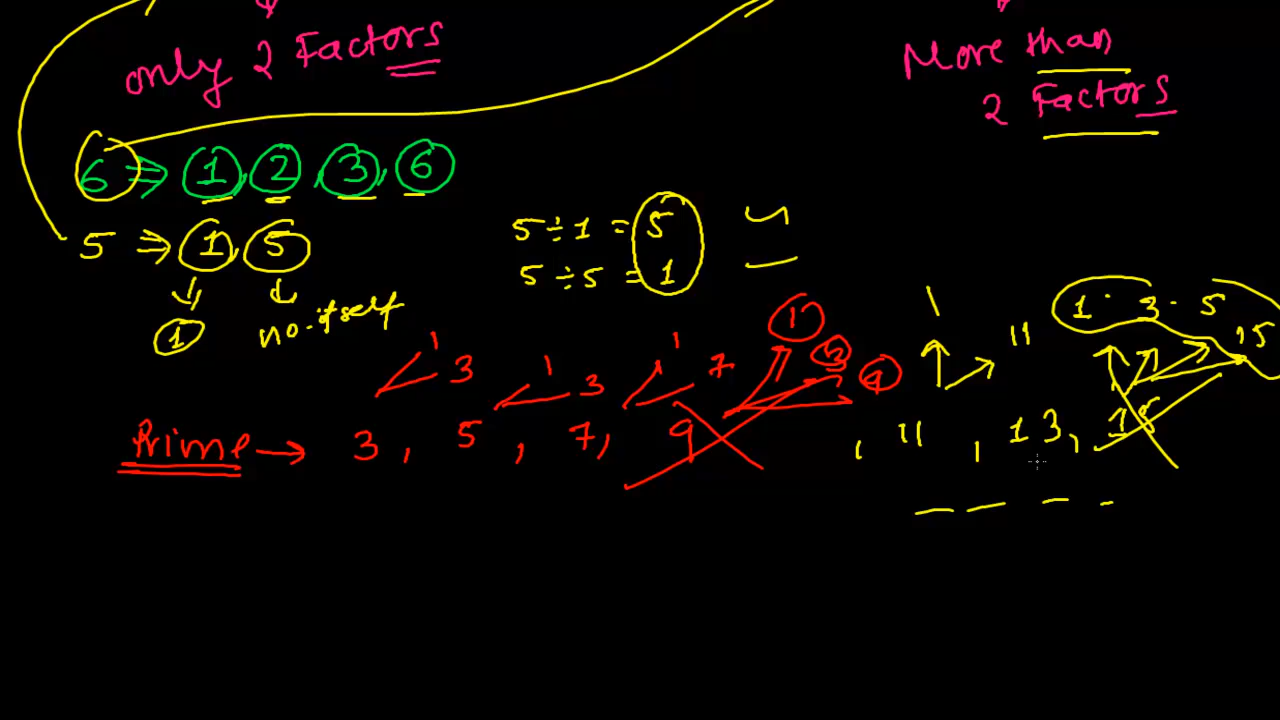 only 2 Factors
More than
2 Factors
6 ⇒ 1, 2, 3, 6
5 ⇒ 1, 5
1 no. itself
5 ÷ 1 = 5
5 ÷ 5 = 1
1 3 1 3 1 7 1 3 9 1 11 1 3 5 15
Prime → 3, 5, 7, 9, 11, 13, 15